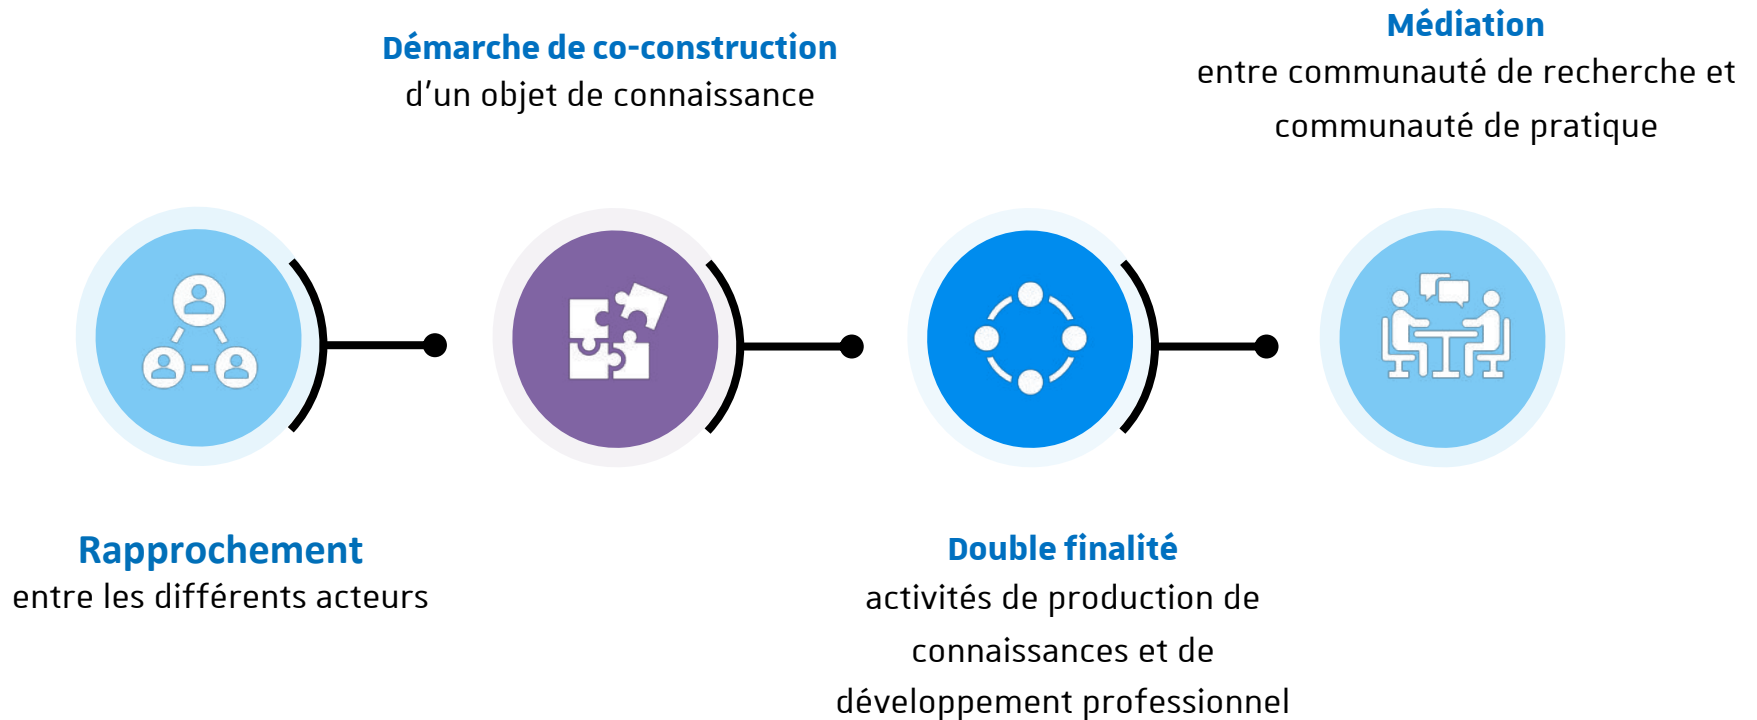 Rapprochement
entre les différents acteurs
Démarche de co-construction
d'un objet de connaissance
Double finalité
activités de production de
connaissances et de
développement professionnel
Médiation
entre communauté de recherche et
communauté de pratique